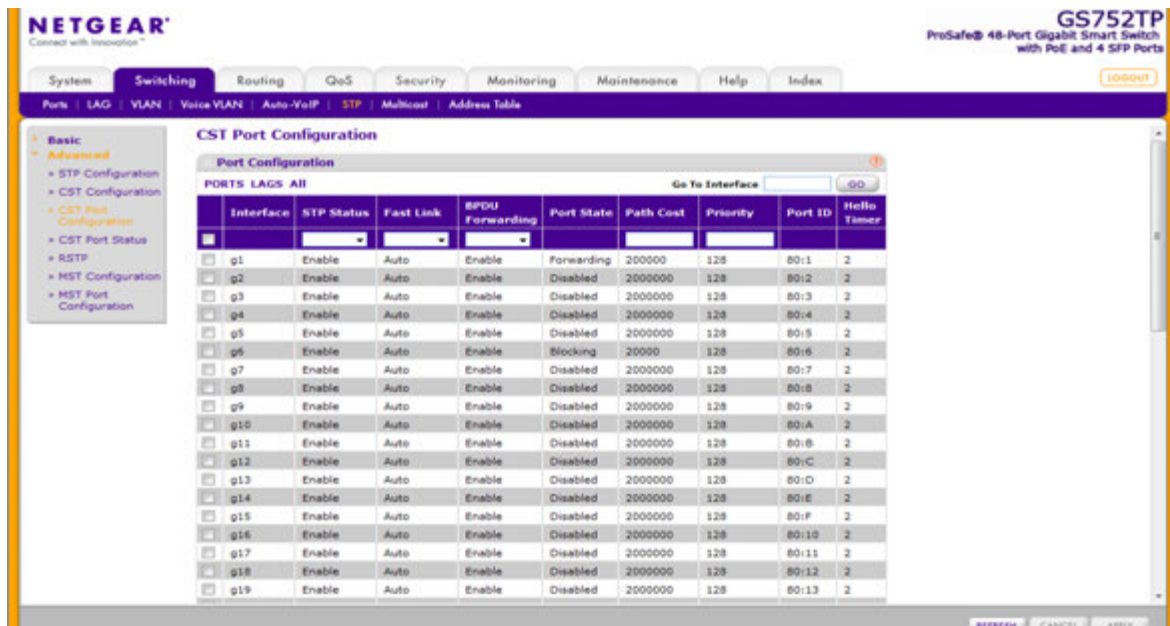 NETGEAR®
Connect with Innovation™
GS752TP
ProSafe® 48-Port Gigabit Smart Switch
with PoE and 4 SFP Ports
System Switching Routing QoS Security Monitoring Maintenance Help Index
LOGOUT
Ports | LAG | VLAN | Voice VLAN | Auto-VoIP | STP | Multicast | Address Table
Basic
Advanced
» STP Configuration
» CST Configuration
» CST Port
Configuration
» CST Port Status
» RSTP
» MST Configuration
» MST Port
Configuration
CST Port Configuration
Port Configuration
PORTS LAGS All Go To Interface GO
Interface STP Status Fast Link BPDU Forwarding Port State Path Cost Priority Port ID Hello Timer
g1 Enable Auto Enable Forwarding 200000 128 80:1 2
g2 Enable Auto Enable Disabled 2000000 128 80:2 2
g3 Enable Auto Enable Disabled 2000000 128 80:3 2
g4 Enable Auto Enable Disabled 2000000 128 80:4 2
g5 Enable Auto Enable Disabled 2000000 128 80:5 2
g6 Enable Auto Enable Blocking 20000 128 80:6 2
g7 Enable Auto Enable Disabled 2000000 128 80:7 2
g8 Enable Auto Enable Disabled 2000000 128 80:8 2
g9 Enable Auto Enable Disabled 2000000 128 80:9 2
g10 Enable Auto Enable Disabled 2000000 128 80:A 2
g11 Enable Auto Enable Disabled 2000000 128 80:B 2
g12 Enable Auto Enable Disabled 2000000 128 80:C 2
g13 Enable Auto Enable Disabled 2000000 128 80:D 2
g14 Enable Auto Enable Disabled 2000000 128 80:E 2
g15 Enable Auto Enable Disabled 2000000 128 80:F 2
g16 Enable Auto Enable Disabled 2000000 128 80:10 2
g17 Enable Auto Enable Disabled 2000000 128 80:11 2
g18 Enable Auto Enable Disabled 2000000 128 80:12 2
g19 Enable Auto Enable Disabled 2000000 128 80:13 2
REFRESH CANCEL APPLY